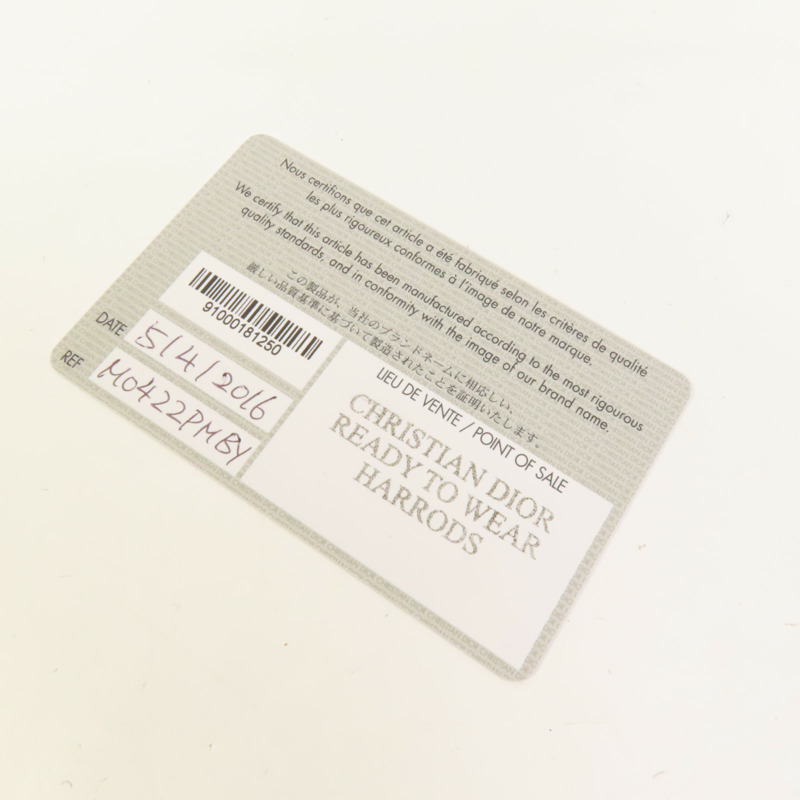 Nous certifions que cet article a été fabriqué selon les critères de qualité
les plus rigoureux conformes à l'image de notre marque.
We certify that this article has been manufactured according to the most rigourous
quality standards, and in conformity with the image of our brand name.
この製品が、当社のブランドネームに相応しい、
厳しい品質基準に基づいて製造されたことを証明いたします。
91000181250
DATE 5/4/2016
REF M0422PMBY
LIEU DE VENTE / POINT OF SALE
CHRISTIAN DIOR
READY TO WEAR
HARRODS